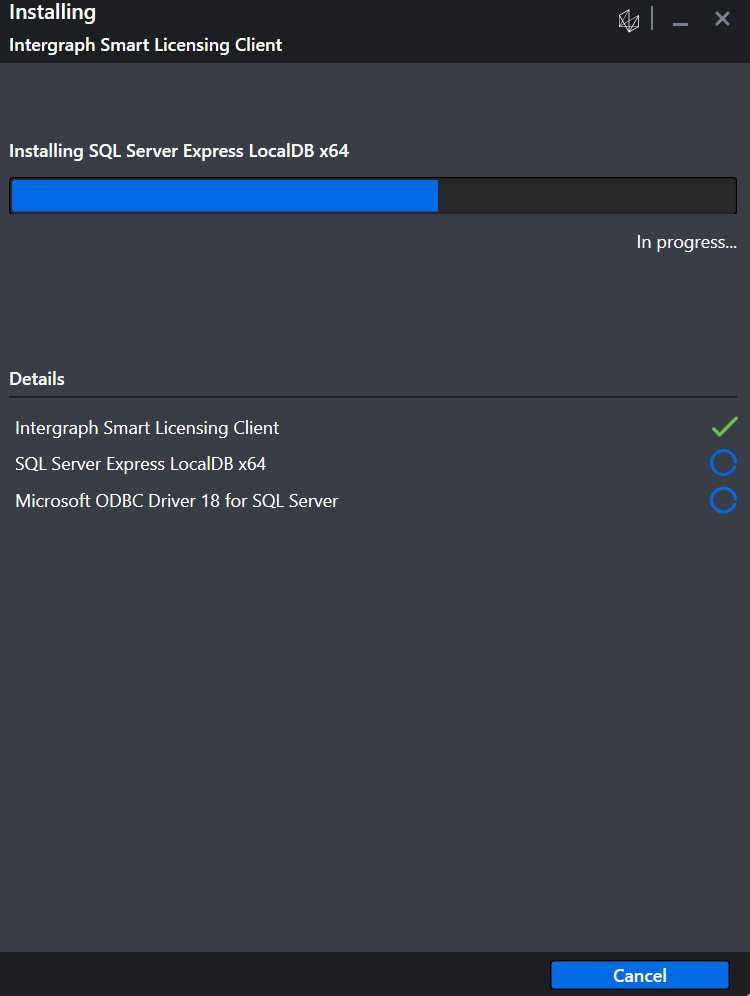 Installing
Intergraph Smart Licensing Client
Installing SQL Server Express LocalDB x64
In progress...
Details
Intergraph Smart Licensing Client
SQL Server Express LocalDB x64
Microsoft ODBC Driver 18 for SQL Server
Cancel